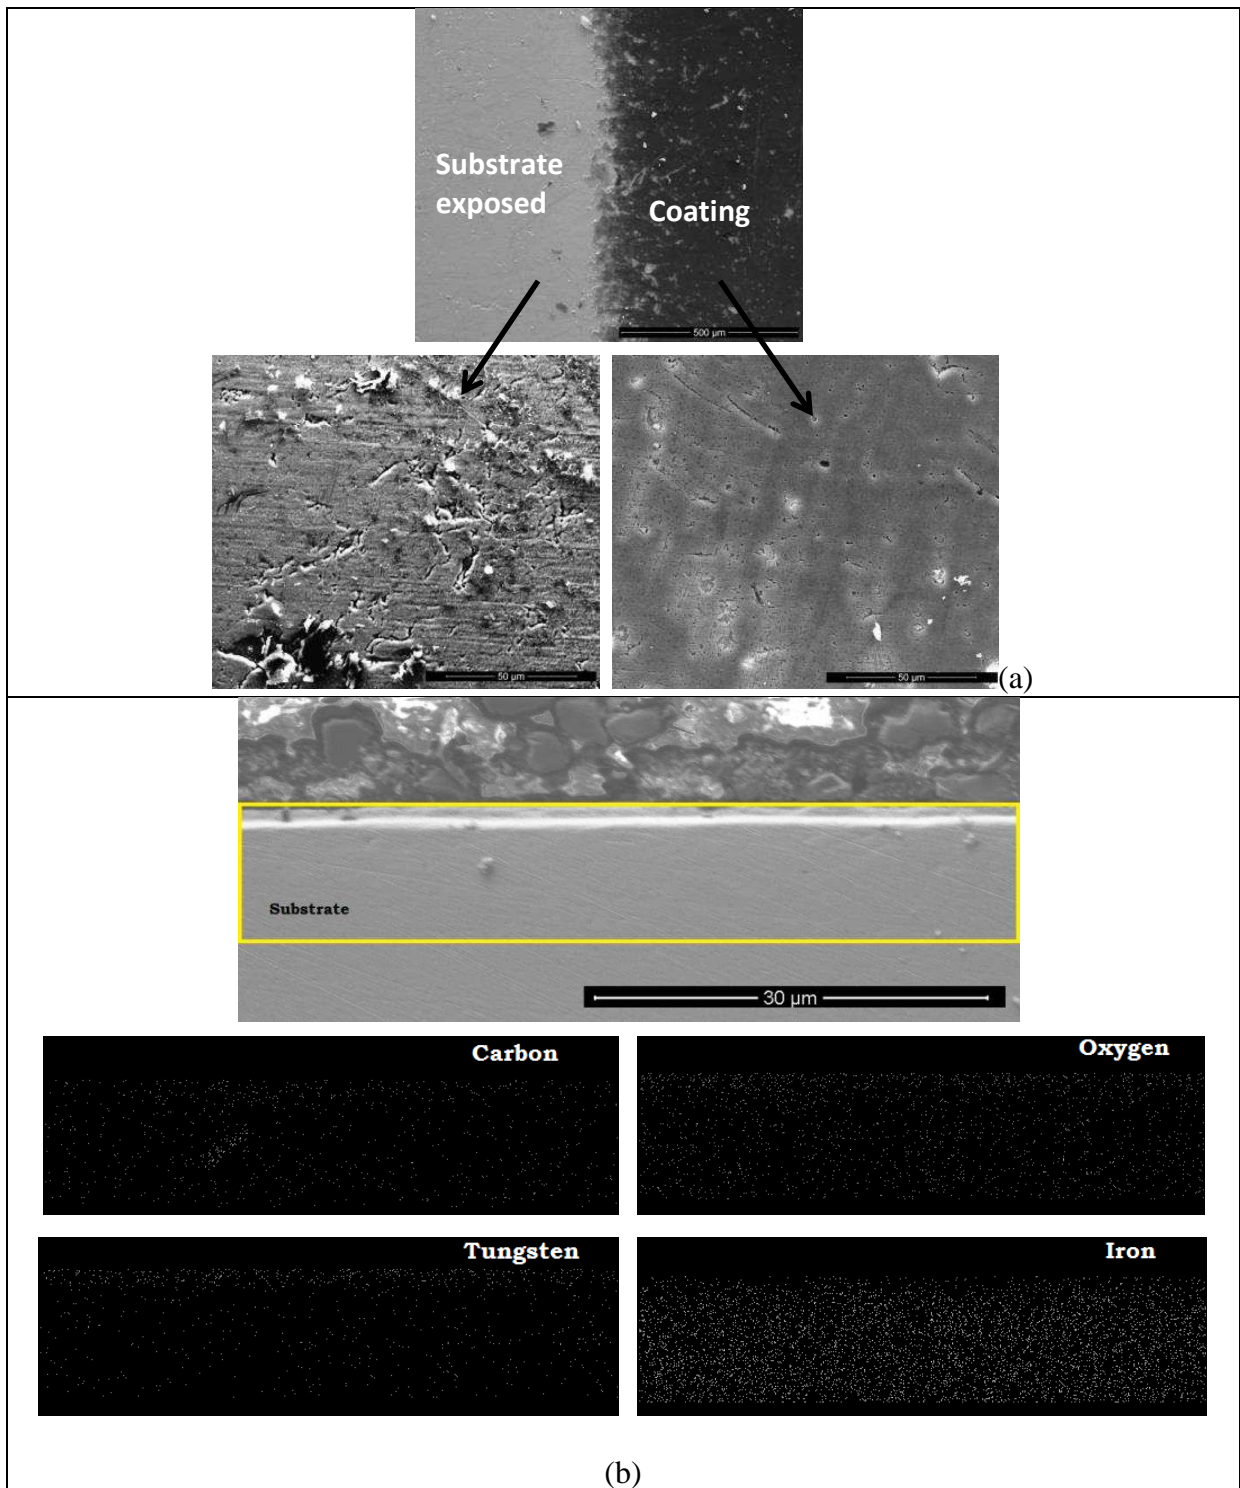 Substrate
exposed
Coating
500 µm
50 µm
50 µm
(a)
Substrate
30 µm
Carbon
Oxygen
Tungsten
Iron
(b)